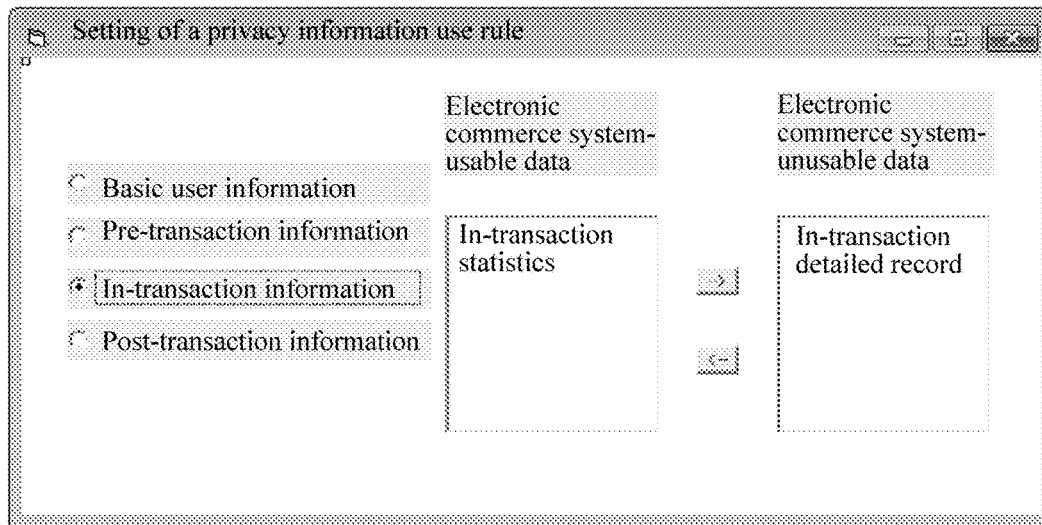 Setting of a privacy information use rule
Basic user information
Pre-transaction information
In-transaction information
Post-transaction information
Electronic
commerce system-
usable data
In-transaction
statistics
->
<-
Electronic
commerce system-
unusable data
In-transaction
detailed record